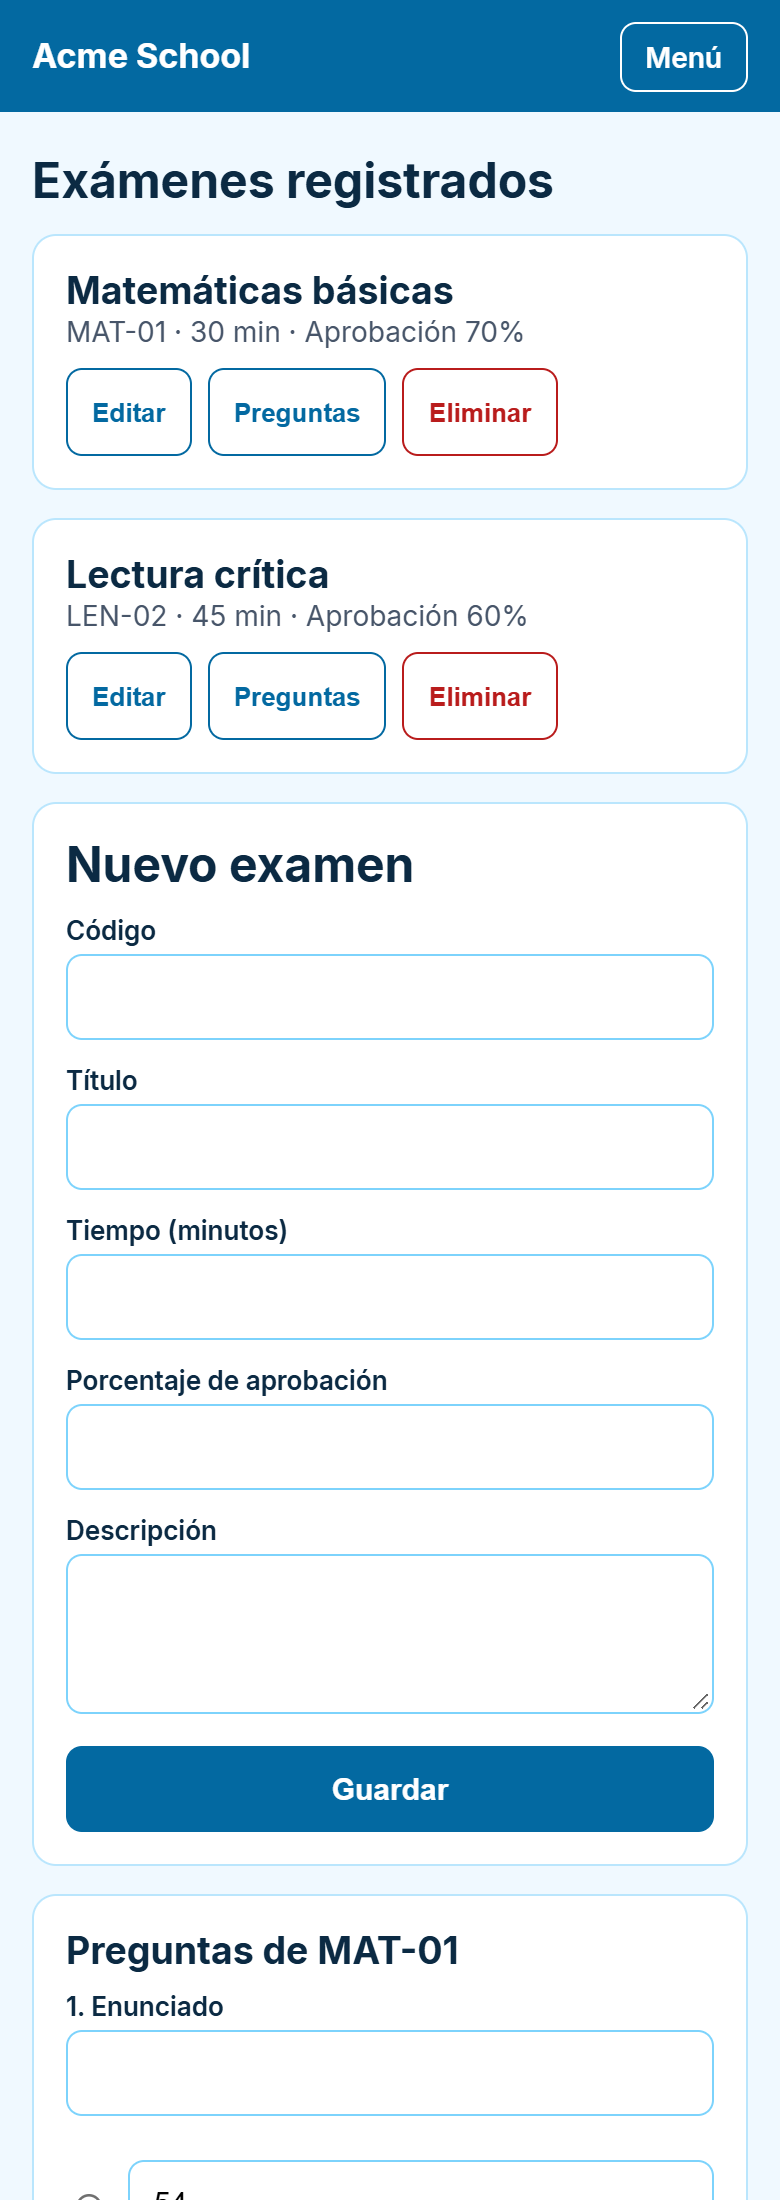 Acme School
Menú
Exámenes registrados
Matemáticas básicas
MAT-01 · 30 min · Aprobación 70%
Editar
Preguntas
Eliminar
Lectura crítica
LEN-02 · 45 min · Aprobación 60%
Editar
Preguntas
Eliminar
Nuevo examen
Código
Título
Tiempo (minutos)
Porcentaje de aprobación
Descripción
Guardar
Preguntas de MAT-01
1. Enunciado